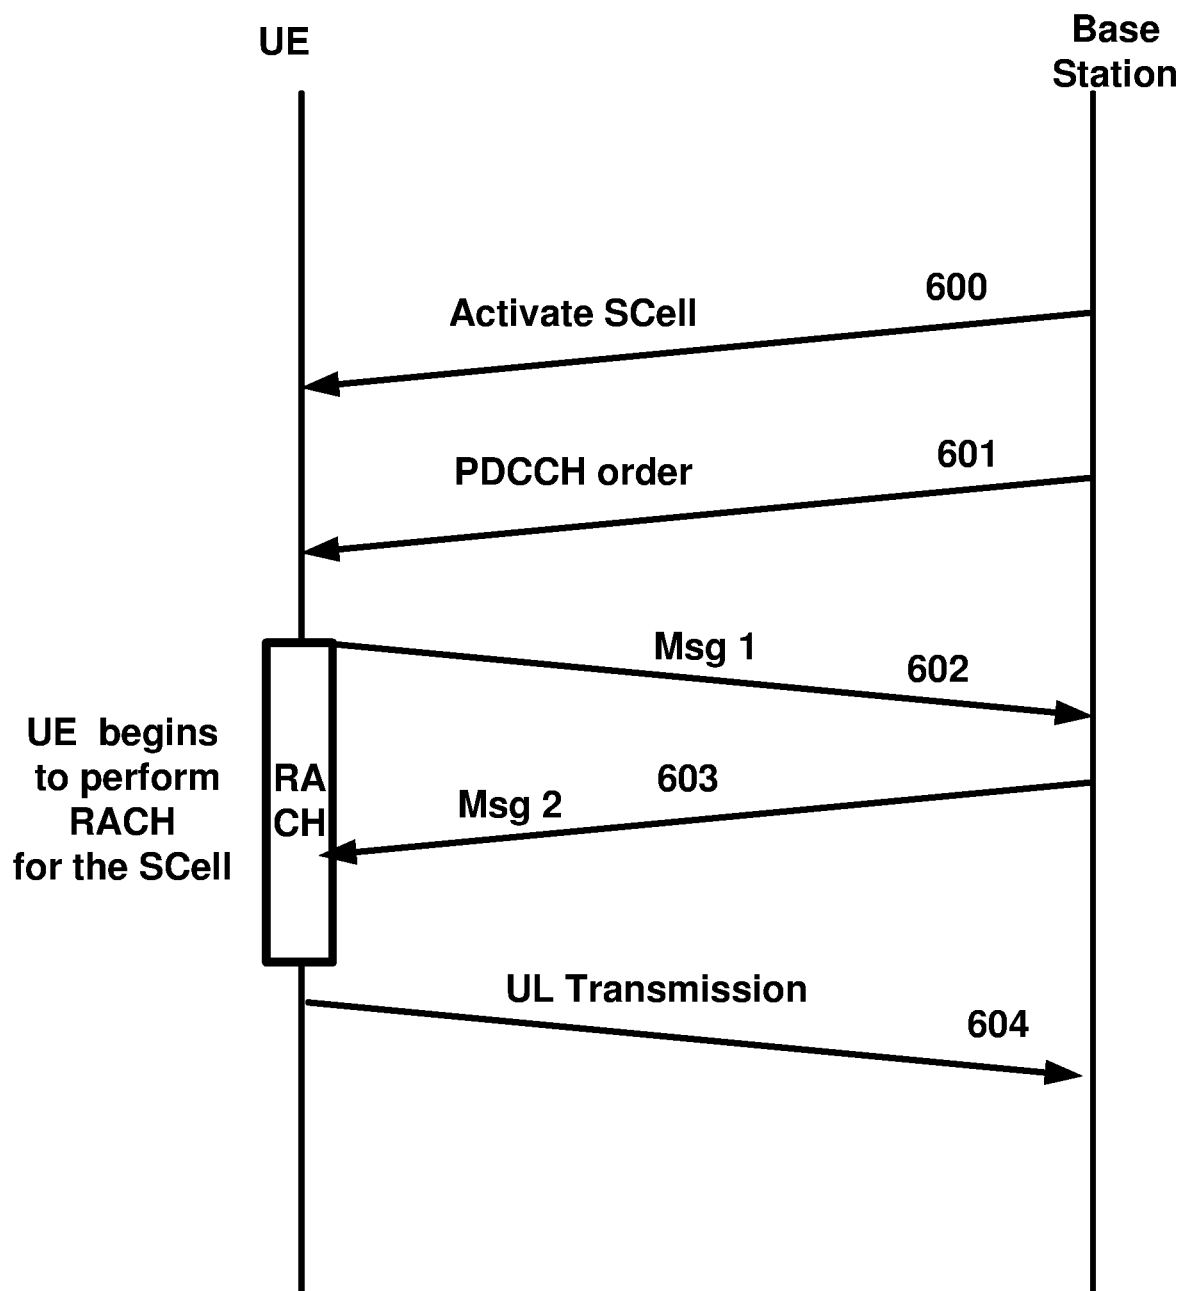 UE
Base
Station
600
Activate SCell
601
PDCCH order
Msg 1
602
UE begins
to perform
RACH
for the SCell
RA
CH
603
Msg 2
UL Transmission
604